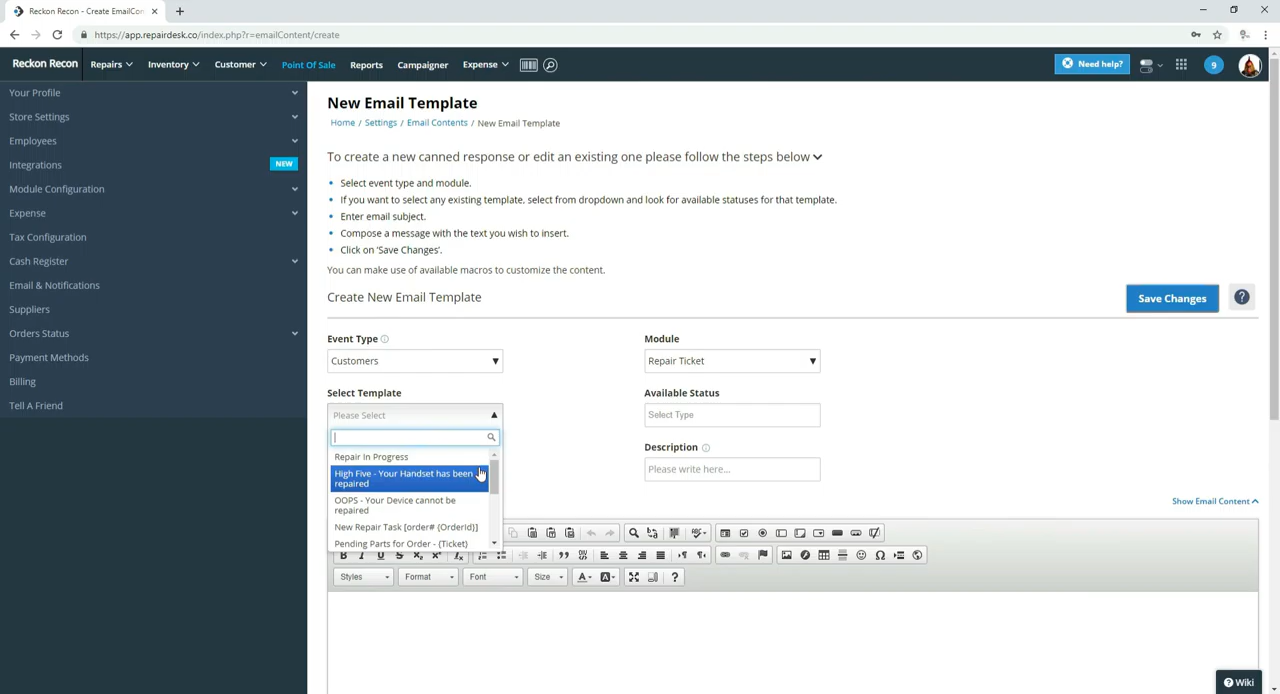 Reckon Recon - Create EmailCon
https://app.repairdesk.co/index.php?r=emailContent/create
Reckon Recon
Repairs
Inventory
Customer
Point Of Sale
Reports
Campaigner
Expense
Need help?
9
Your Profile
Store Settings
Employees
Integrations
NEW
Module Configuration
Expense
Tax Configuration
Cash Register
Email & Notifications
Suppliers
Orders Status
Payment Methods
Billing
Tell A Friend
New Email Template
Home / Settings / Email Contents / New Email Template
To create a new canned response or edit an existing one please follow the steps below
Select event type and module.
If you want to select any existing template, select from dropdown and look for available statuses for that template.
Enter email subject.
Compose a message with the text you wish to insert.
Click on 'Save Changes'.
You can make use of available macros to customize the content.
Create New Email Template
Save Changes
Event Type
Module
Customers
Repair Ticket
Select Template
Available Status
Please Select
Select Type
Repair In Progress
High Five - Your Handset has been
repaired
OOPS - Your Device cannot be
repaired
New Repair Task [order# {OrderId}]
Pending Parts for Order - {Ticket}
Description
Please write here...
Show Email Content
Styles
Format
Font
Size
Wiki